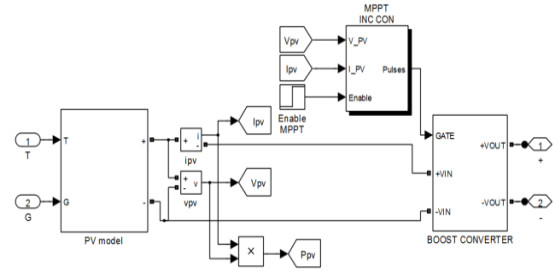 MPPT
INC CON
Vpv
V_PV
Ipv
I_PV
Pulses
Enable
Enable
MPPT
1
T
T
2
G
G
+
-
PV model
+
i
-
ipv
+
-
v
vpv
Ipv
Vpv
×
Ppv
GATE
+VIN
-VIN
+VOUT
-VOUT
BOOST CONVERTER
1
+
2
-